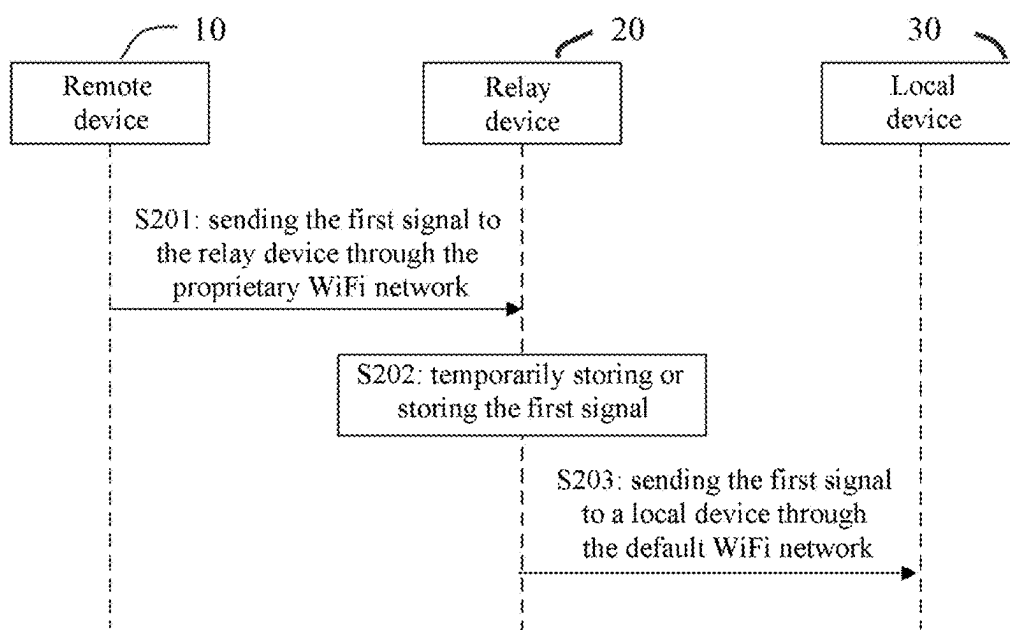 10
20
30
Remote
device
Relay
device
Local
device
S201: sending the first signal to
the relay device through the
proprietary WiFi network
S202: temporarily storing or
storing the first signal
S203: sending the first signal
to a local device through
the default WiFi network